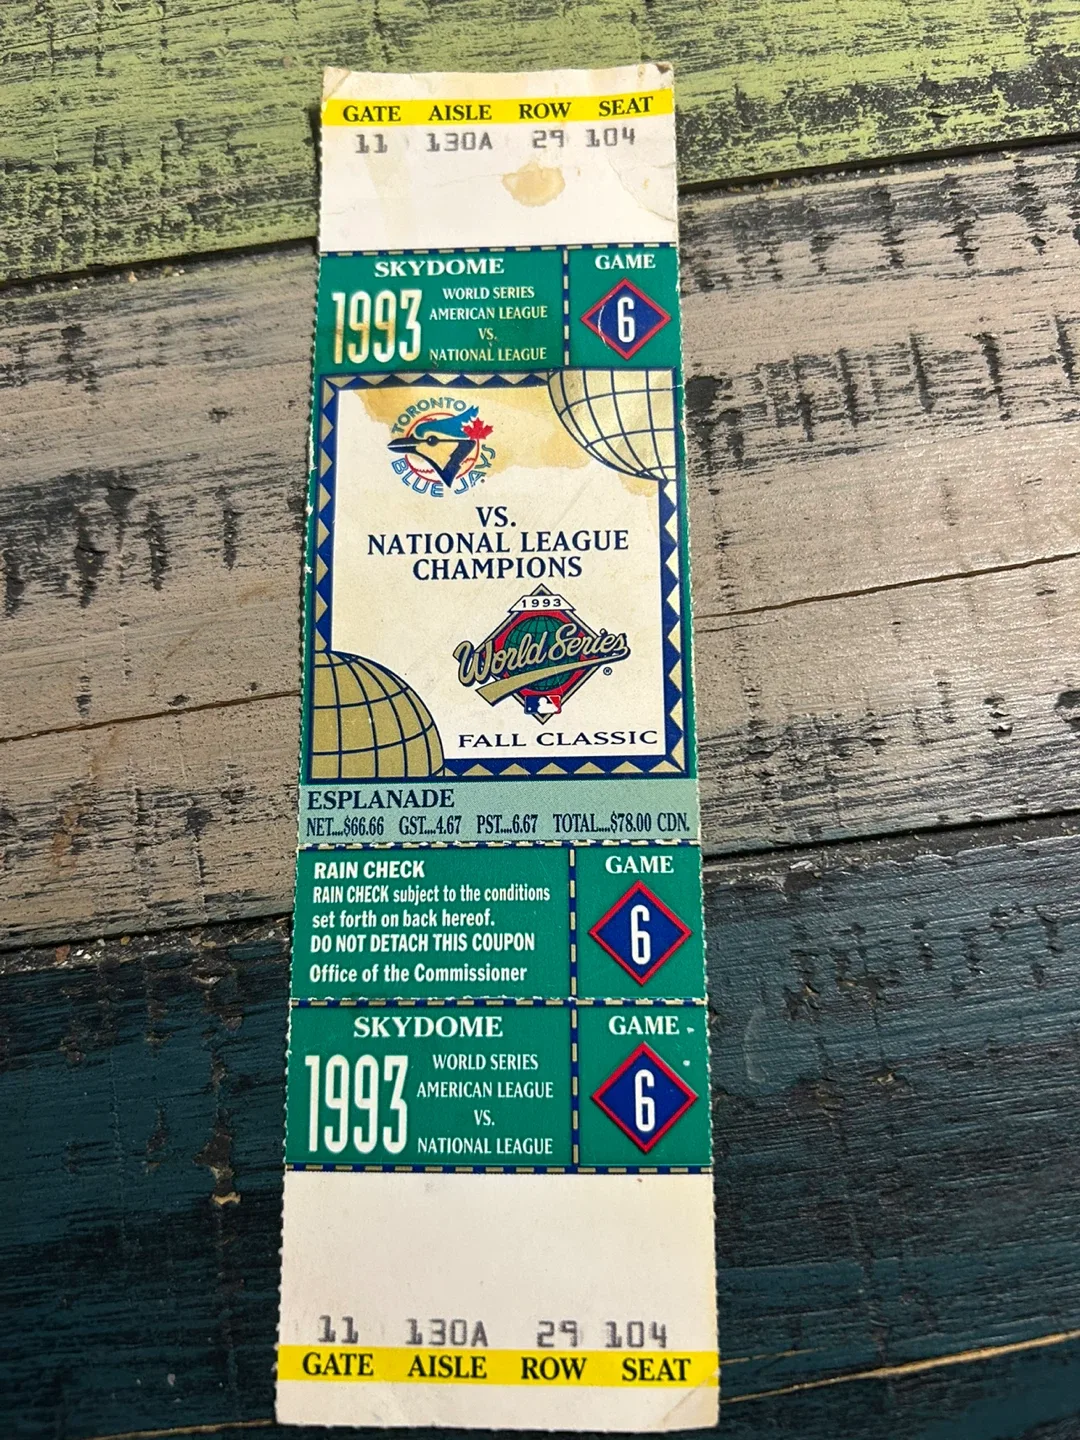 GATE AISLE ROW SEAT
11 130A 29 104
SKYDOME
1993
WORLD SERIES
AMERICAN LEAGUE
VS.
NATIONAL LEAGUE
GAME
6
TORONTO
BLUE JAYS
VS.
NATIONAL LEAGUE
CHAMPIONS
1993
World Series
®
FALL CLASSIC
ESPLANADE
NET....$66.66 GST....4.67 PST....6.67 TOTAL....$78.00 CDN.
RAIN CHECK
RAIN CHECK subject to the conditions
set forth on back hereof.
DO NOT DETACH THIS COUPON
Office of the Commissioner
GAME
6
SKYDOME
1993
WORLD SERIES
AMERICAN LEAGUE
VS.
NATIONAL LEAGUE
GAME
6
11 130A 29 104
GATE AISLE ROW SEAT